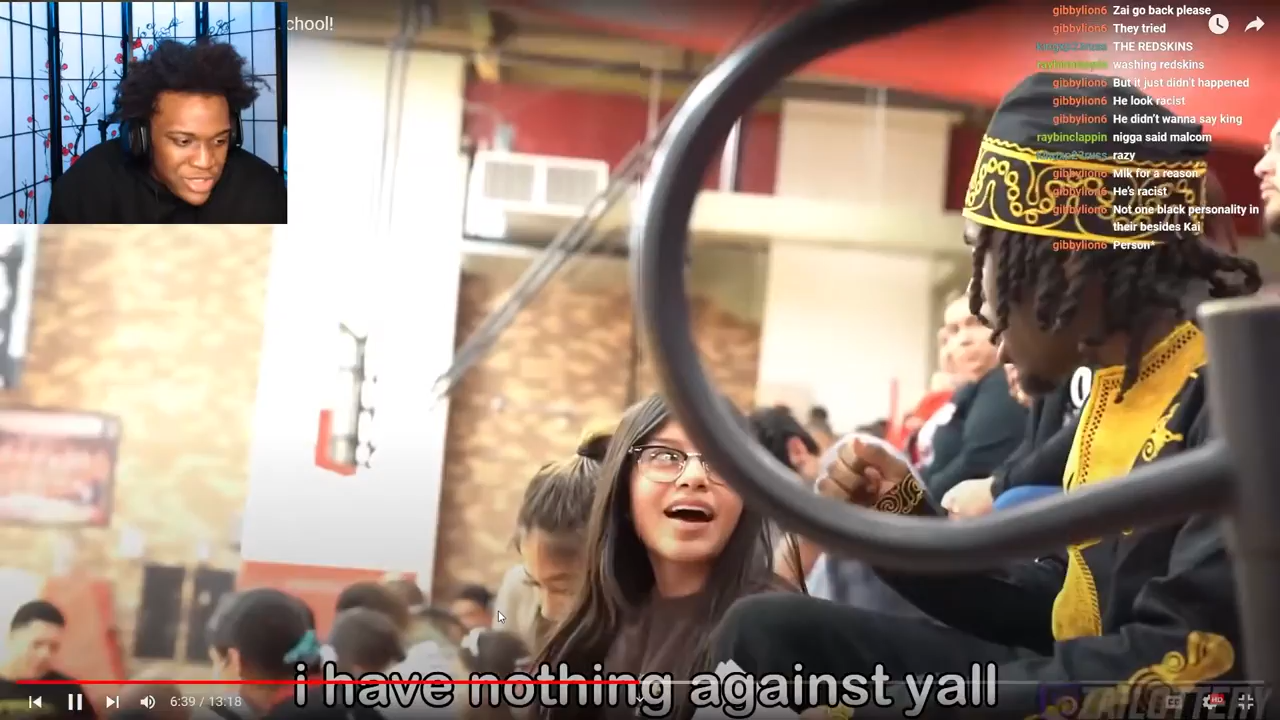 chool!
gibbylion6 Zai go back please
gibbylion6 They tried
THE REDSKINS
raybinclappin washing redskins
gibbylion6 But it just didn't happened
gibbylion6 He look racist
gibbylion6 He didn't wanna say king
raybinclappin nigga said malcom
razy
gibbylion6 Mlk for a reason
gibbylion6 He's racist
gibbylion6 Not one black personality in
their besides Kai
gibbylion6 Person*
i have nothing against yall
6:39 / 13:18
CC HD